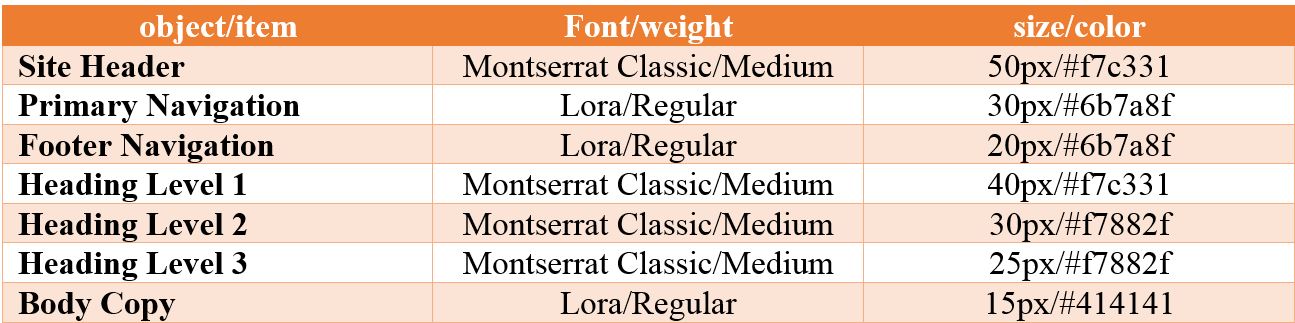 object/item Font/weight size/color
Site Header Montserrat Classic/Medium 50px/#f7c331
Primary Navigation Lora/Regular 30px/#6b7a8f
Footer Navigation Lora/Regular 20px/#6b7a8f
Heading Level 1 Montserrat Classic/Medium 40px/#f7c331
Heading Level 2 Montserrat Classic/Medium 30px/#f7882f
Heading Level 3 Montserrat Classic/Medium 25px/#f7882f
Body Copy Lora/Regular 15px/#414141